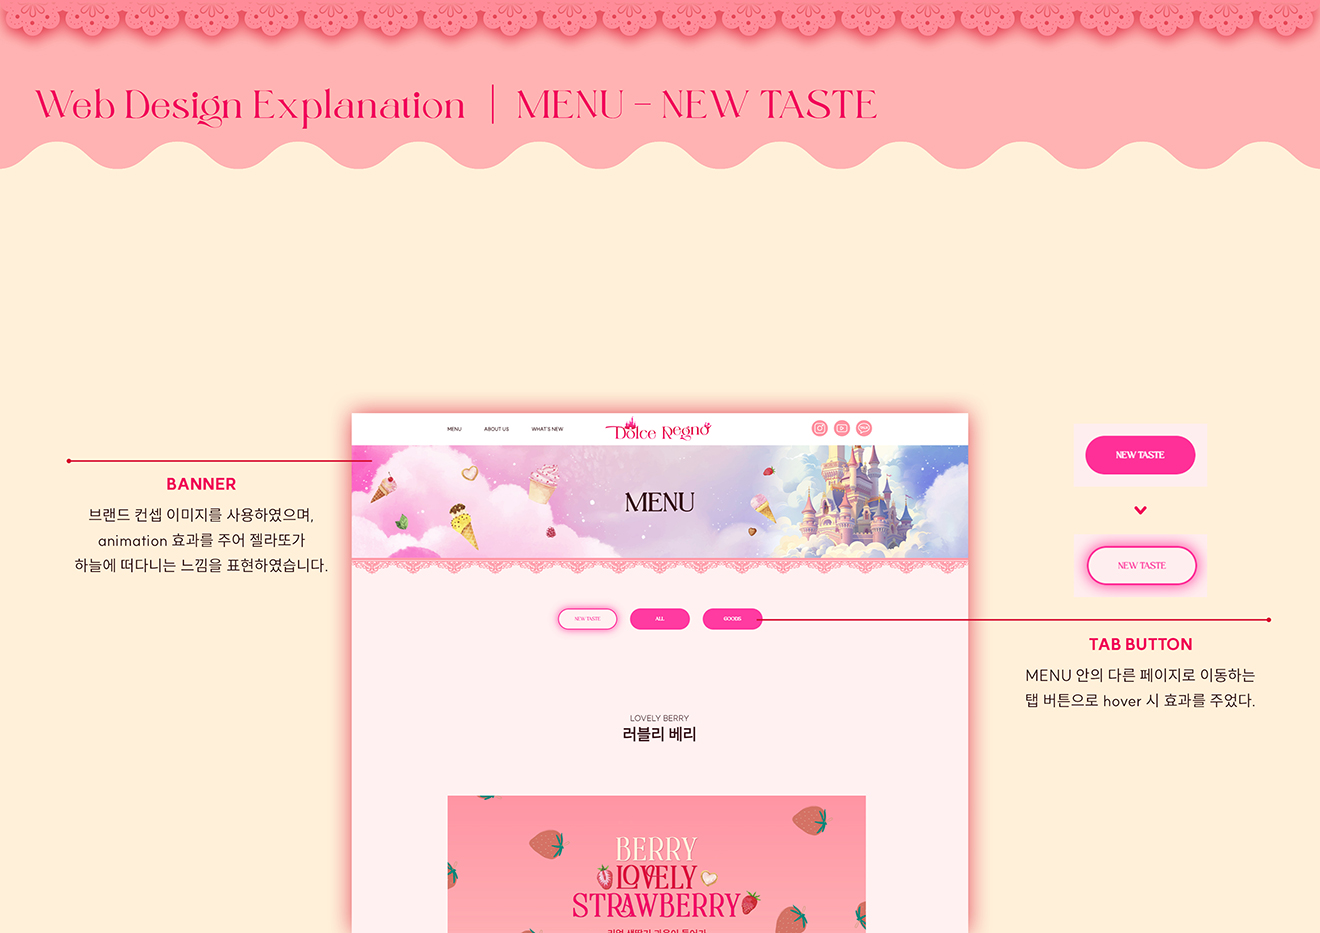 Web Design Explanation | MENU - NEW TASTE
MENU ABOUT US WHAT'S NEW Dolce Regno
MENU
BANNER
브랜드 컨셉 이미지를 사용하였으며,
animation 효과를 주어 젤라또가
하늘에 떠다니는 느낌을 표현하였습니다.
NEW TASTE
NEW TASTE
NEW TASTE ALL GOODS
TAB BUTTON
MENU 안의 다른 페이지로 이동하는
탭 버튼으로 hover 시 효과를 주었다.
LOVELY BERRY
러블리 베리
BERRY
LOVELY
STRAWBERRY